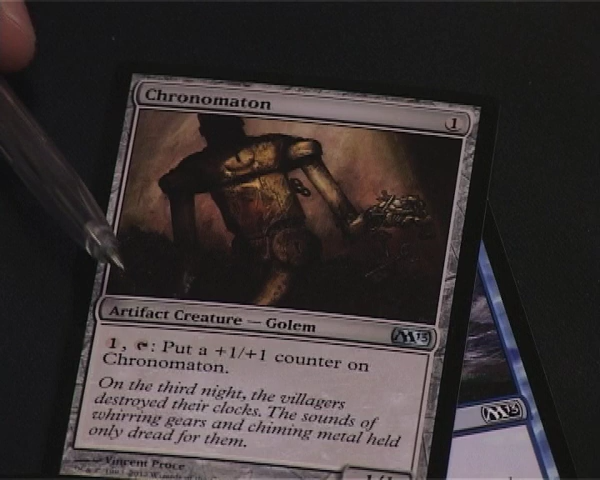 Chronomaton
1
Artifact Creature — Golem
M13
1, T: Put a +1/+1 counter on
Chronomaton.
On the third night, the villagers
destroyed their clocks. The sounds of
whirring gears and chiming metal held
only dread for them.
Vincent Proce
1/1
M13